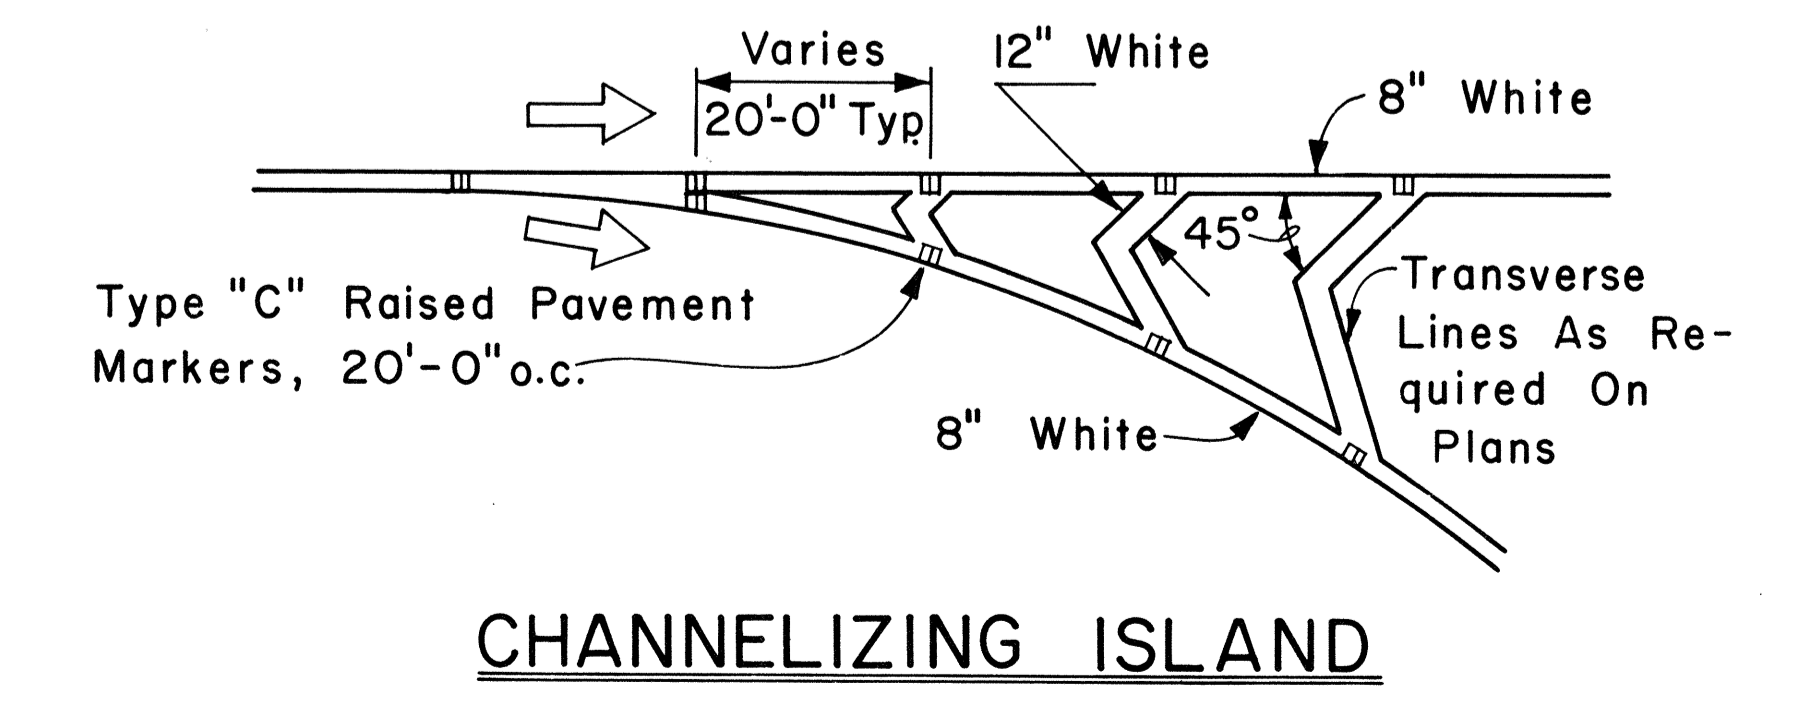 Varies
20'-0" Typ.
12" White
8" White
45°
Type "C" Raised Pavement
Markers, 20'-0" o.c.
Transverse
Lines As Re-
quired On
Plans
8" White
CHANNELIZING ISLAND